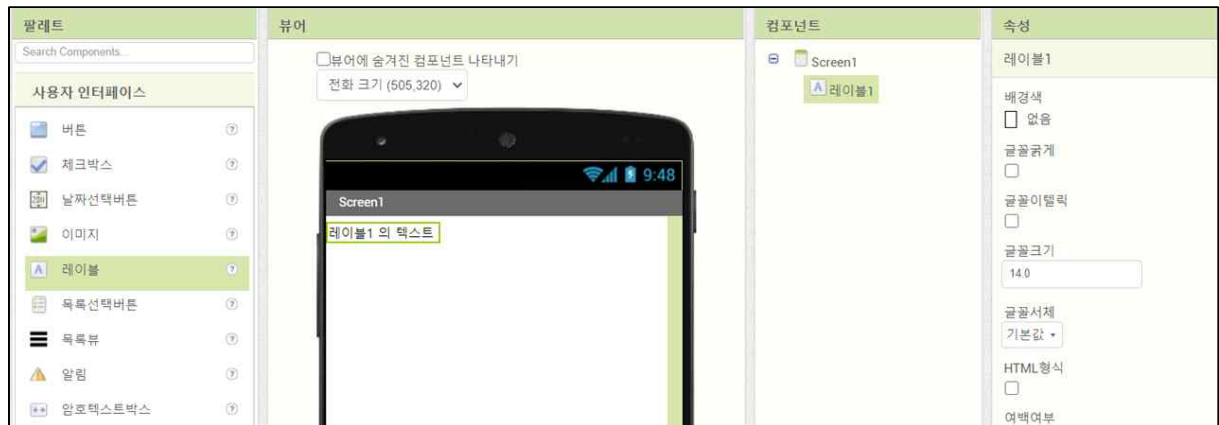 팔레트
Search Components...
사용자 인터페이스
버튼
체크박스
날짜선택버튼
이미지
레이블
목록선택버튼
목록뷰
알림
암호텍스트박스
뷰어
뷰어에 숨겨진 컴포넌트 나타내기
전화 크기 (505,320)
9:48
Screen1
레이블1 의 텍스트
컴포넌트
Screen1
A 레이블1
속성
레이블1
배경색
없음
글꼴굵게
글꼴이텔릭
글꼴크기
14.0
글꼴서체
기본값
HTML형식
여백여부